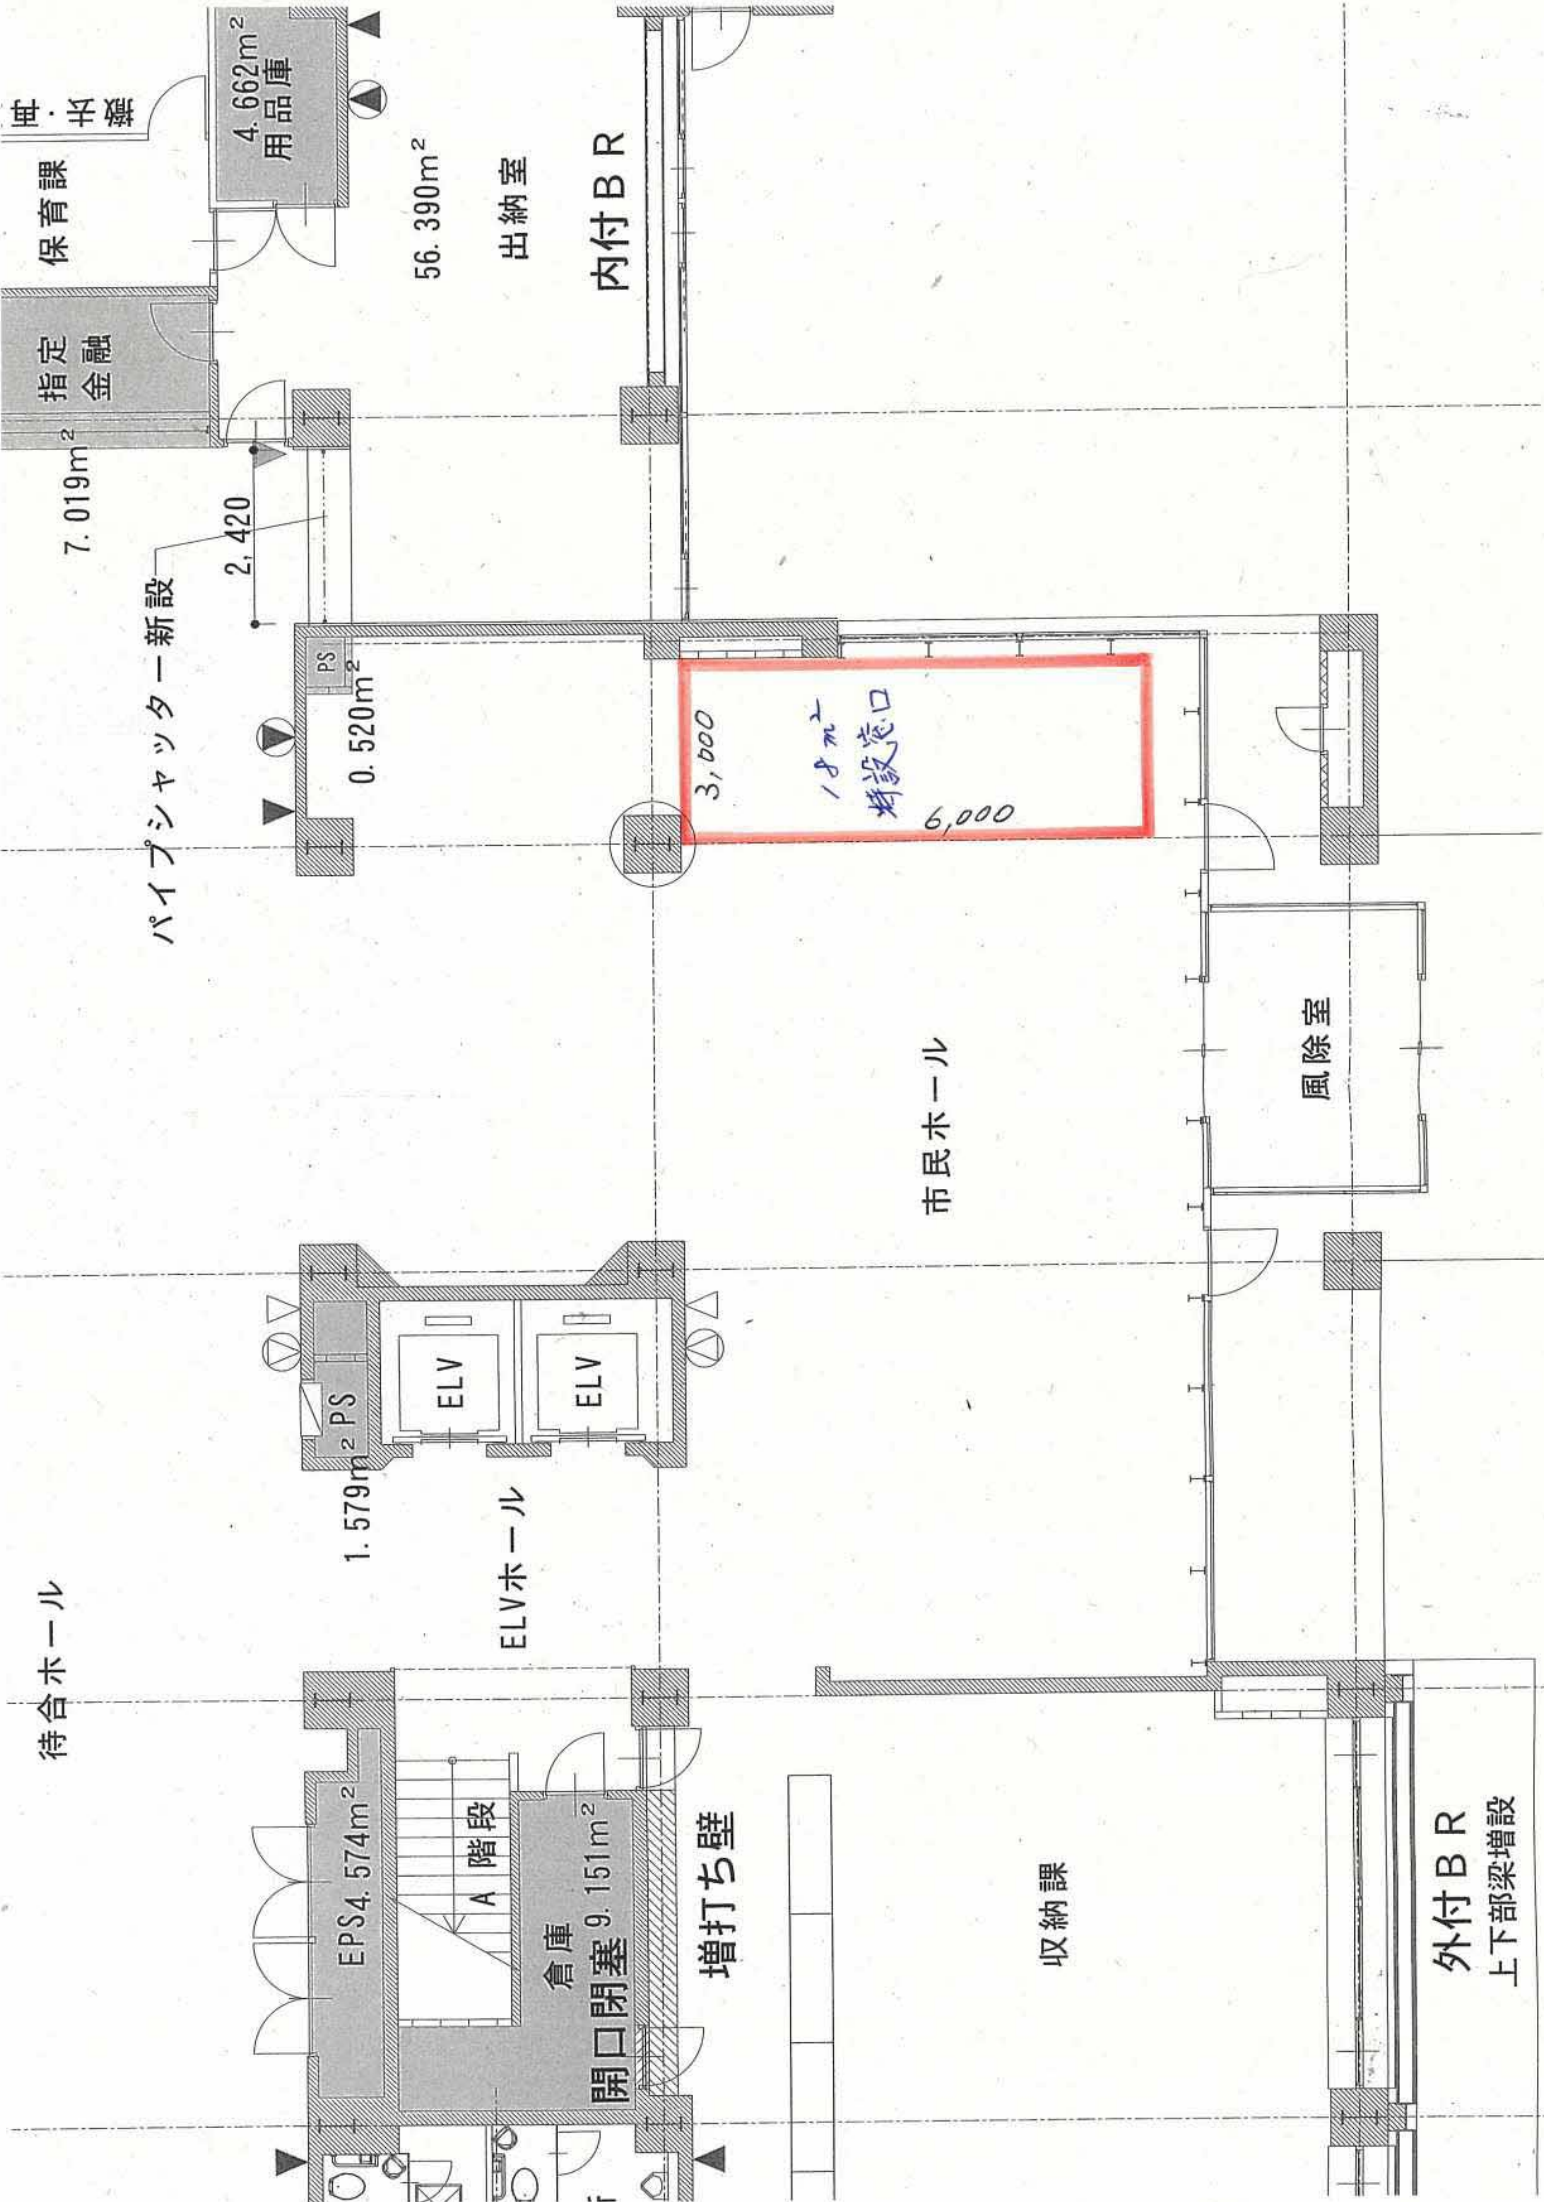 待合ホール
指定
金融
7.019m²
保育課
撤去・再
パイプシャッター新設
2,420
4.662m²
用品庫
EPS4.574m²
1.579m²
PS
PS
0.520m²
56.390m²
A 階段
ELVホール
ELV
ELV
出納室
倉庫
9.151m²
開口閉塞
内付BR
増打ち壁
3,000
18m²
特設窓口
6,000
市民ホール
収納課
風除室
外付BR
上下部梁増設